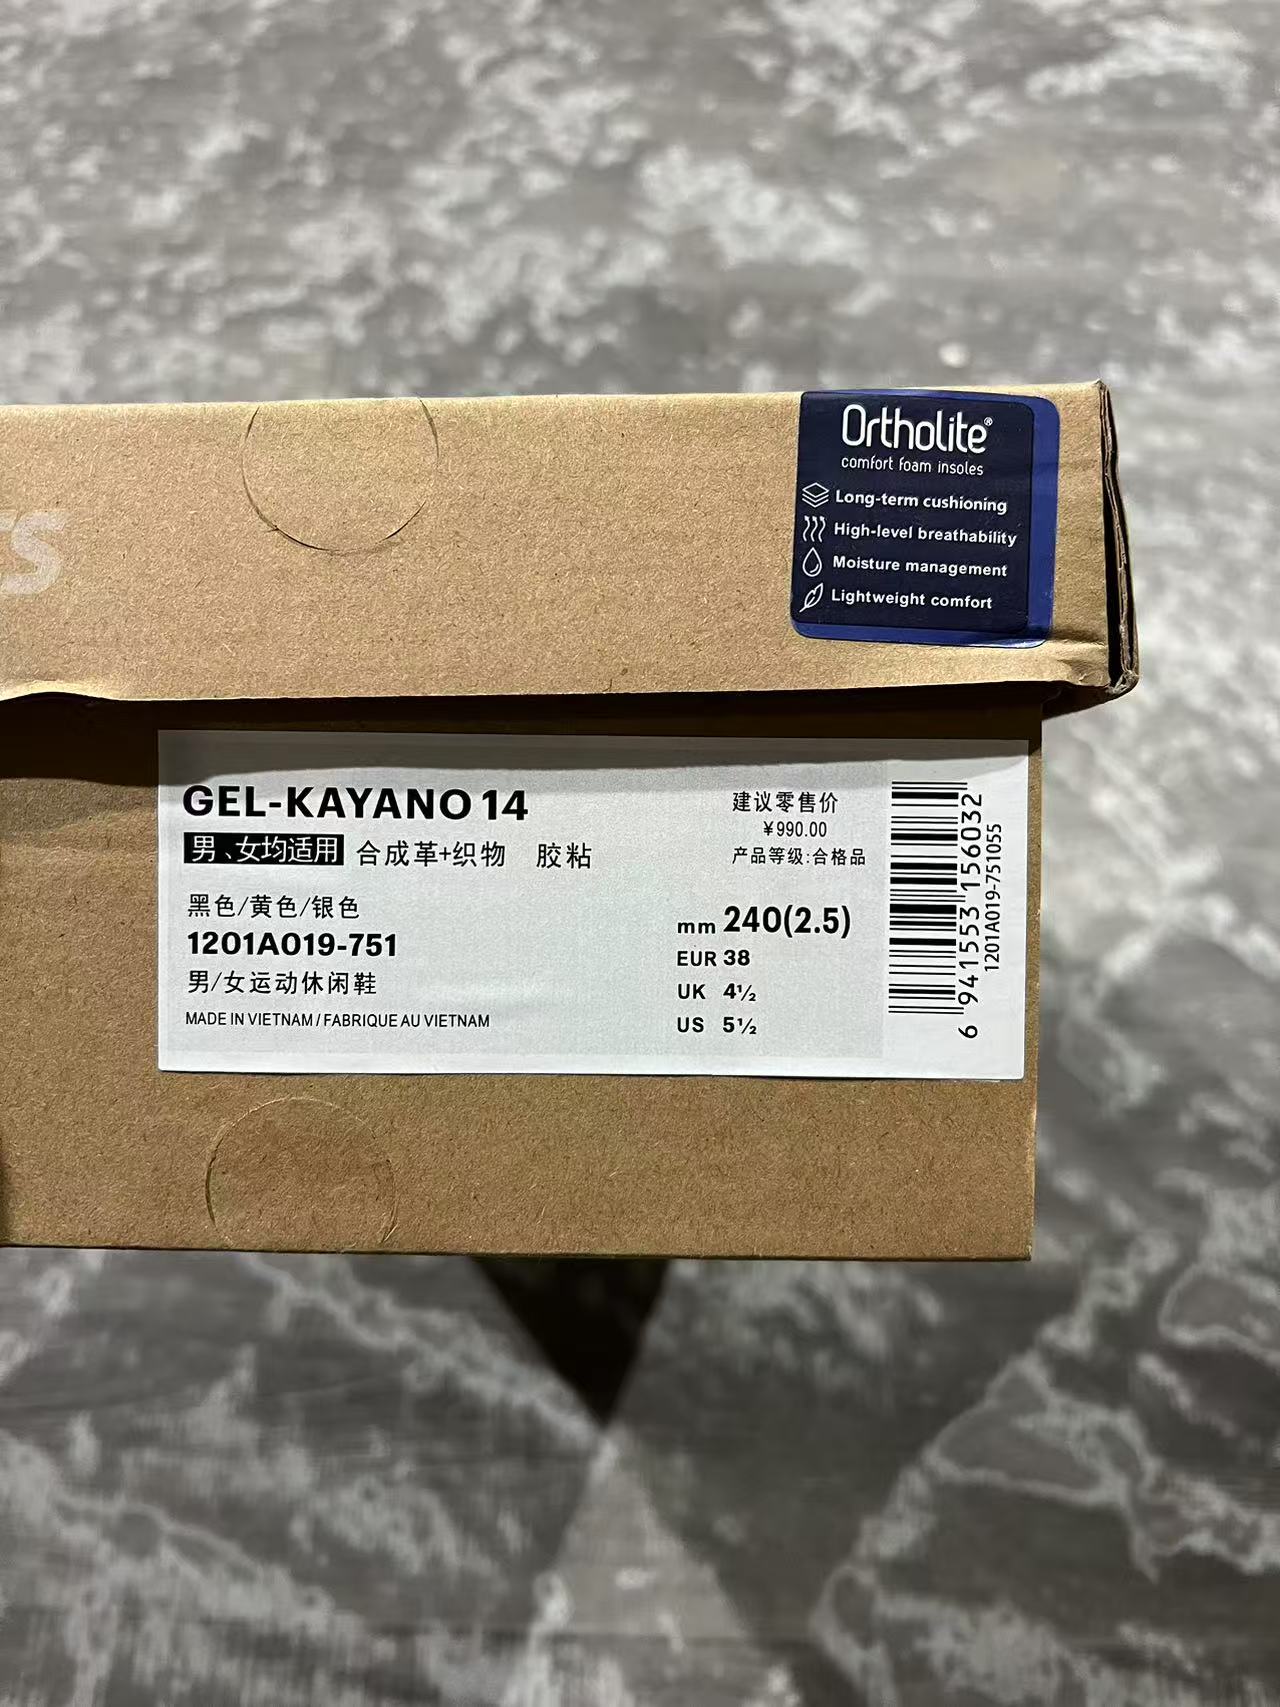 Ortholite®
comfort foam insoles
Long-term cushioning
High-level breathability
Moisture management
Lightweight comfort
TS
GEL-KAYANO 14
男、女均适用 合成革+织物 胶粘
黑色/黄色/银色
1201A019-751
男/女运动休闲鞋
MADE IN VIETNAM / FABRIQUE AU VIETNAM
建议零售价
¥990.00
产品等级:合格品
mm 240(2.5)
EUR 38
UK 4½
US 5½
6 941553 156032
1201A019-751055